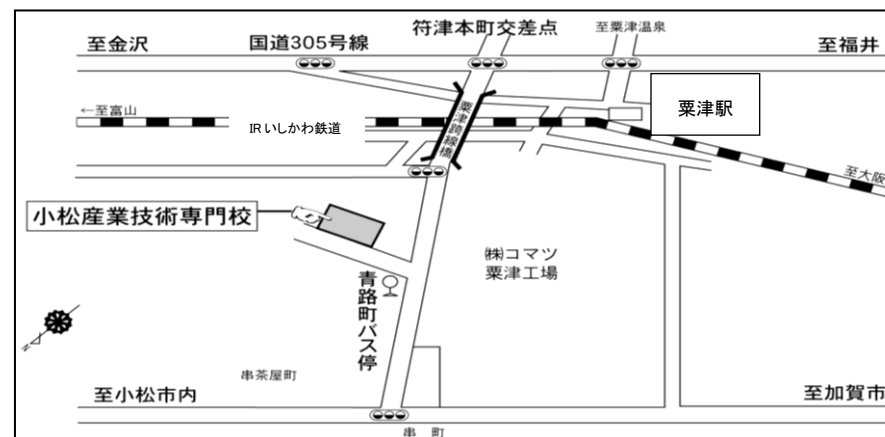 符津本町交差点
至粟津温泉
至金沢
国道305号線
至福井
←至富山
IRいしかわ鉄道
粟津跨線橋
粟津駅
至大阪
小松産業技術専門校
㈱コマツ
粟津工場
青路町バス停
N
串茶屋町
至小松市内
至加賀市
串 町